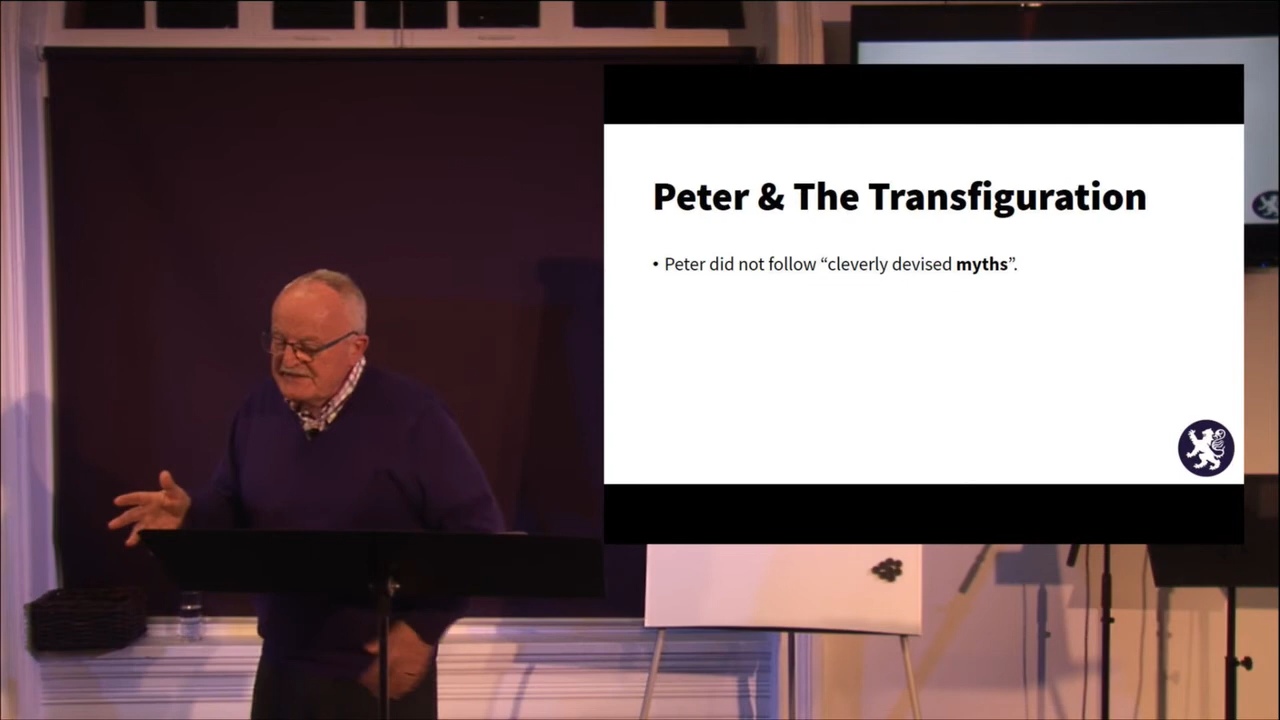 Peter & The Transfiguration
• Peter did not follow “cleverly devised myths”.